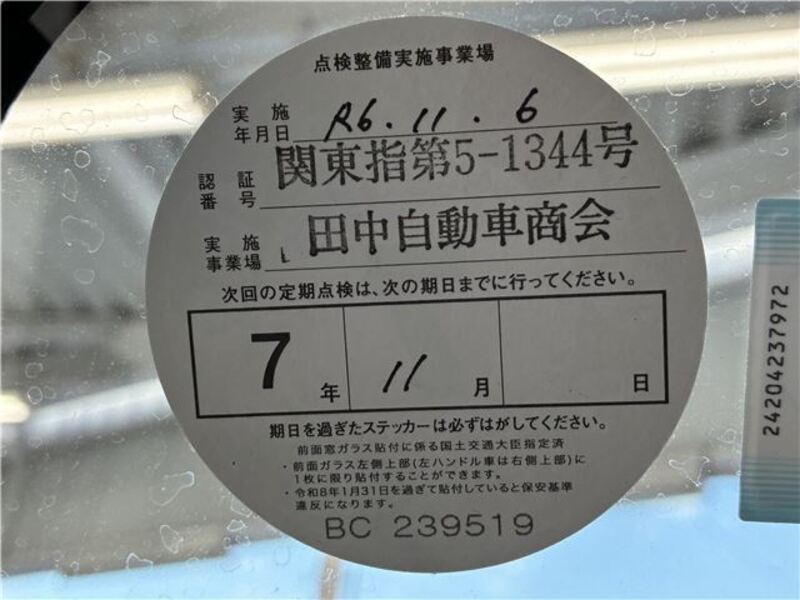 点検整備実施事業場
実施年月日 R6.11.6
認証番号 関東指第5-1344号
実施事業場 田中自動車商会
次回の定期点検は、次の期日までに行ってください。
7年 11月 日
期日を過ぎたステッカーは必ずはがしてください。
前面窓ガラス貼付に係る国土交通大臣指定済
・前面ガラス左側上部(左ハンドル車は右側上部)に
1枚に限り貼付することができます。
・令和8年1月31日を過ぎて貼付していると保安基準
違反になります。
BC 239519
24204237972